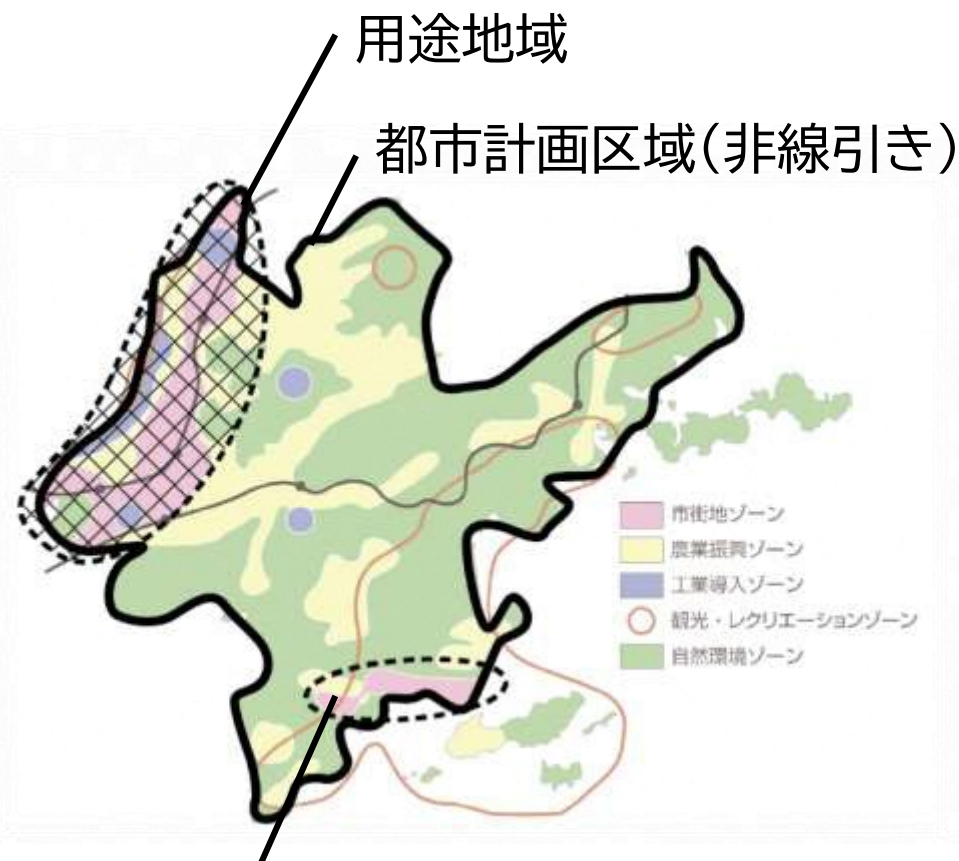 用途地域
都市計画区域(非線引き)
市街地ゾーン
農業振興ゾーン
工業導入ゾーン
観光・レクリエーションゾーン
自然環境ゾーン